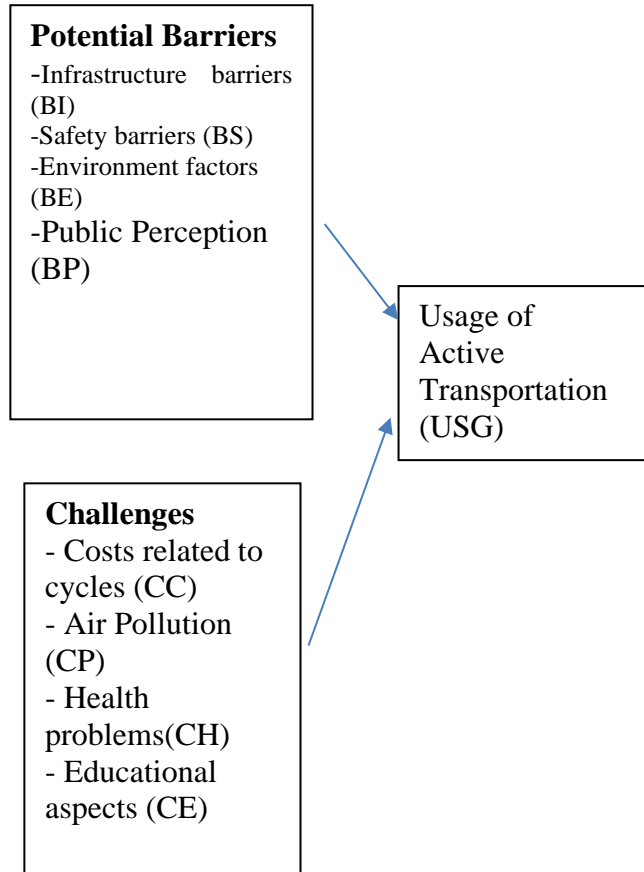 Potential Barriers
-Infrastructure barriers
(BI)
-Safety barriers (BS)
-Environment factors
(BE)
-Public Perception
(BP)
Usage of
Active
Transportation
(USG)
Challenges
- Costs related to
cycles (CC)
- Air Pollution
(CP)
- Health
problems(CH)
- Educational
aspects (CE)